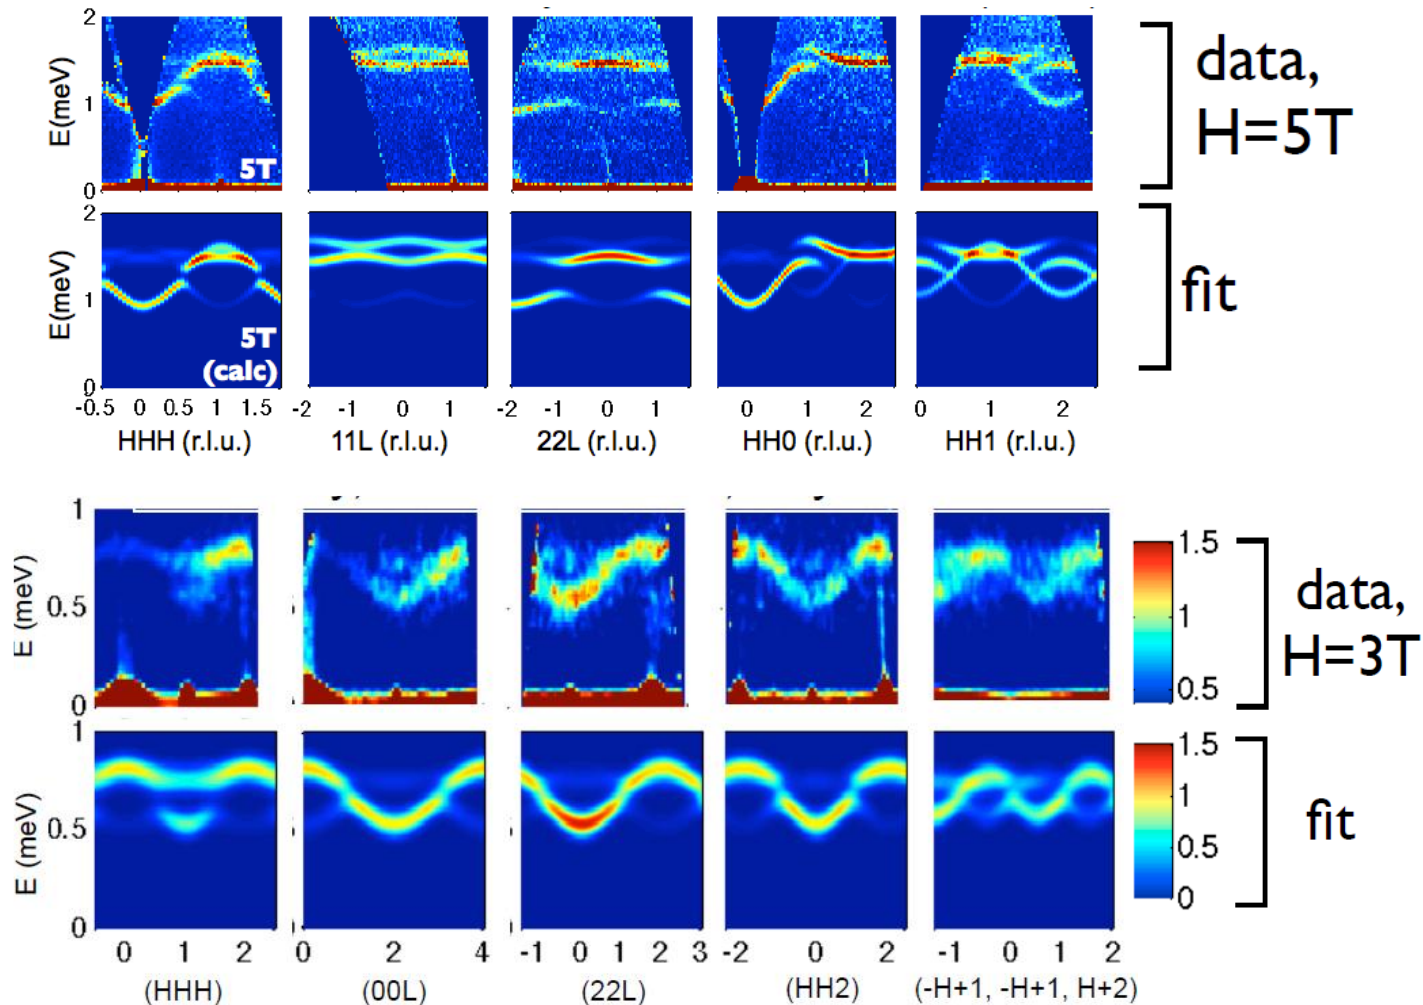 2
1
0
E(meV)
5T
data,
H=5T
2
1
0
E(meV)
5T
(calc)
fit
-0.5 0 0.5 1 1.5
-2 -1 0 1
-2 -1 0 1
0 1 2
0 1 2
HHH (r.l.u.)
11L (r.l.u.)
22L (r.l.u.)
HH0 (r.l.u.)
HH1 (r.l.u.)
1
0.5
0
E (meV)
1.5
1
0.5
data,
H=3T
1
0.5
0
E (meV)
1.5
1
0.5
0
fit
0 1 2
0 2 4
-1 0 1 2 3
-2 0 2
-1 0 1 2
(HHH)
(00L)
(22L)
(HH2)
(-H+1, -H+1, H+2)